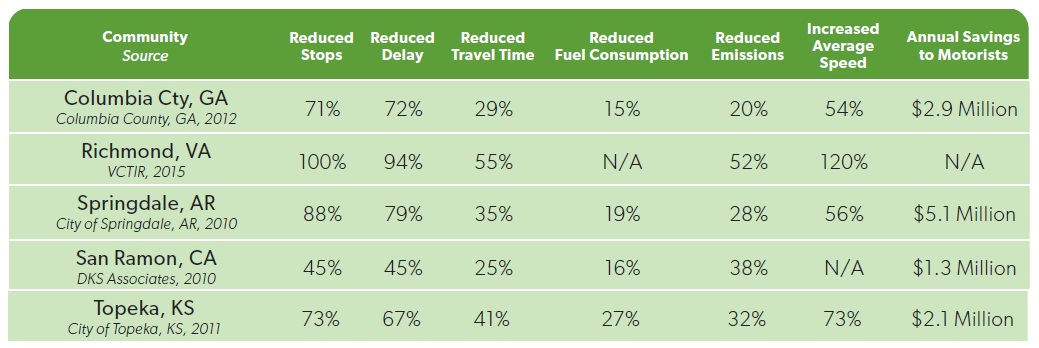 Community Reduced Stops Reduced Delay Reduced Travel Time Reduced Fuel Consumption Reduced Emissions Increased Average Speed Annual Savings to Motorists
Source
Columbia Cty, GA 71% 72% 29% 15% 20% 54% $2.9 Million
Columbia County, GA, 2012
Richmond, VA 100% 94% 55% N/A 52% 120% N/A
VCTIR, 2015
Springdale, AR 88% 79% 35% 19% 28% 56% $5.1 Million
City of Springdale, AR, 2010
San Ramon, CA 45% 45% 25% 16% 38% N/A $1.3 Million
DKS Associates, 2010
Topeka, KS 73% 67% 41% 27% 32% 73% $2.1 Million
City of Topeka, KS, 2011